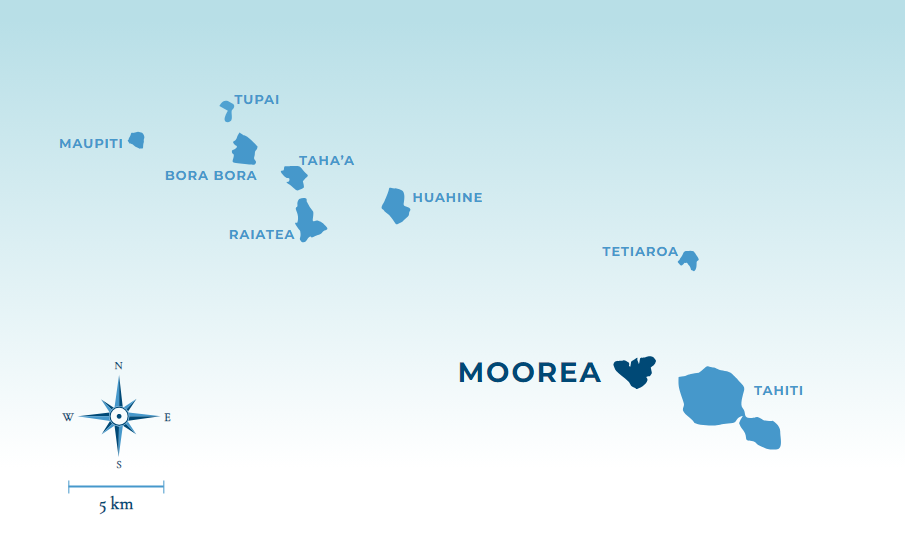 TUPAI
MAUPITI
TAHA’A
BORA BORA
HUAHINE
RAIATEA
TETIAROA
MOOREA
TAHITI
N
W E
S
5 km